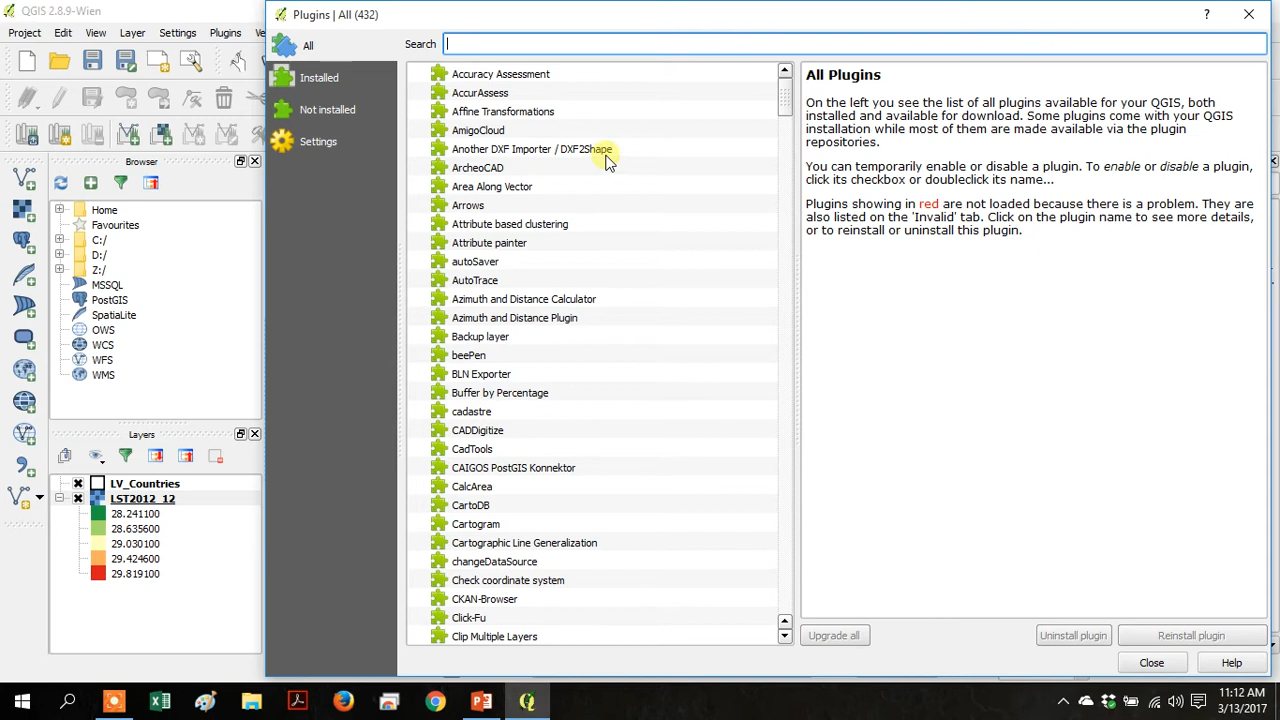 QGIS 2.8.9-Wien
Project Edit View Layer Settings Plugins
Browser
Home
Favourites
C:/
D:/
Z:/
MSSQL
PostGIS
SpatiaLite
OWS
WCS
WFS
WMS
Layers
LV_Countries
LST2012_12
28.241100
28.635600
29.030100
29.424600
29.819100
Plugins | All (432)
?
All
Installed
Not installed
Settings
Search
Accuracy Assessment
AccurAssess
Affine Transformations
AmigoCloud
Another DXF Importer / DXF2Shape
ArcheoCAD
Area Along Vector
Arrows
Attribute based clustering
Attribute painter
autoSaver
AutoTrace
Azimuth and Distance Calculator
Azimuth and Distance Plugin
Backup layer
beePen
BLN Exporter
Buffer by Percentage
cadastre
CADDigitize
CadTools
CAIGOS PostGIS Konnektor
CalcArea
CartoDB
Cartogram
Cartographic Line Generalization
changeDataSource
Check coordinate system
CKAN-Browser
Click-Fu
Clip Multiple Layers
All Plugins
On the left you see the list of all plugins available for your QGIS, both
installed and available for download. Some plugins come with your QGIS
installation while most of them are made available via the plugin
repositories.
You can temporarily enable or disable a plugin. To enable or disable a plugin,
click its checkbox or doubleclick its name...
Plugins showing in red are not loaded because there is a problem. They are
also listed on the 'Invalid' tab. Click on the plugin name to see more details,
or to reinstall or uninstall this plugin.
Upgrade all
Uninstall plugin
Reinstall plugin
Close
Help
11:12 AM
3/13/2017